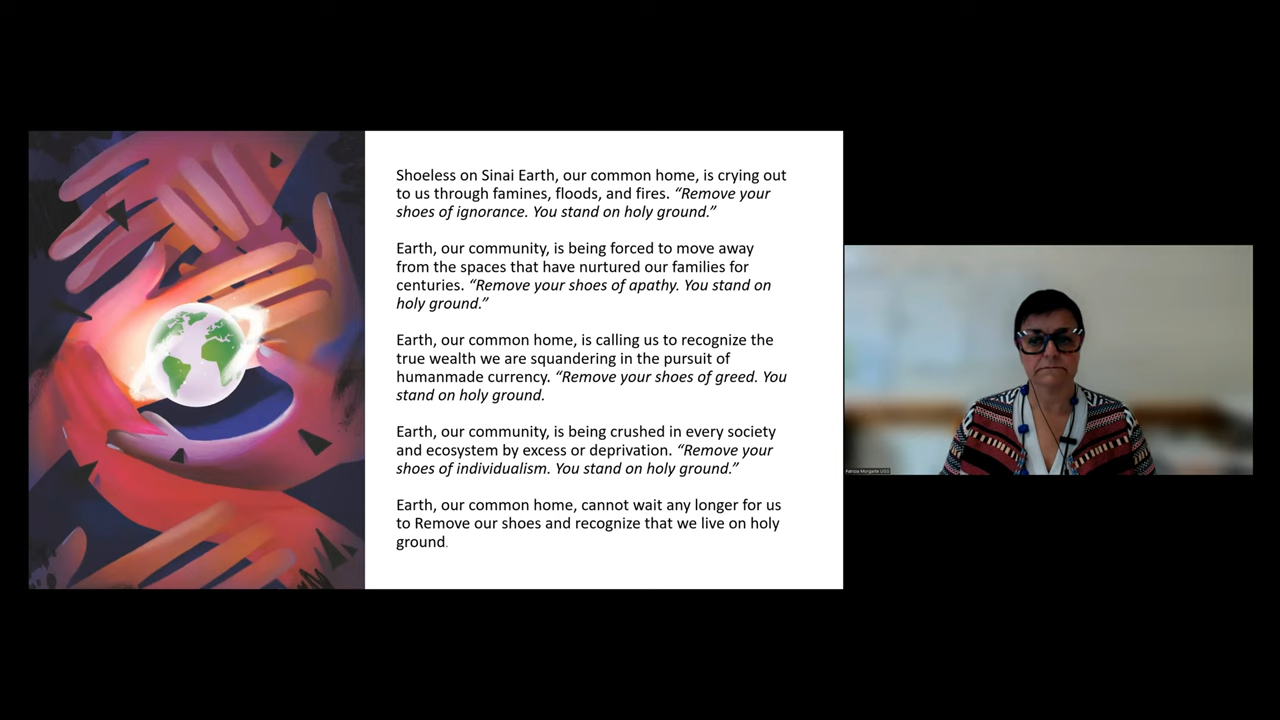 Shoeless on Sinai Earth, our common home, is crying out
to us through famines, floods, and fires. “Remove your
shoes of ignorance. You stand on holy ground.”
Earth, our community, is being forced to move away
from the spaces that have nurtured our families for
centuries. “Remove your shoes of apathy. You stand on
holy ground.”
Earth, our common home, is calling us to recognize the
true wealth we are squandering in the pursuit of
humanmade currency. “Remove your shoes of greed. You
stand on holy ground.
Earth, our community, is being crushed in every society
and ecosystem by excess or deprivation. “Remove your
shoes of individualism. You stand on holy ground.”
Earth, our common home, cannot wait any longer for us
to Remove our shoes and recognize that we live on holy
ground.
Patrizia Morgante UISG